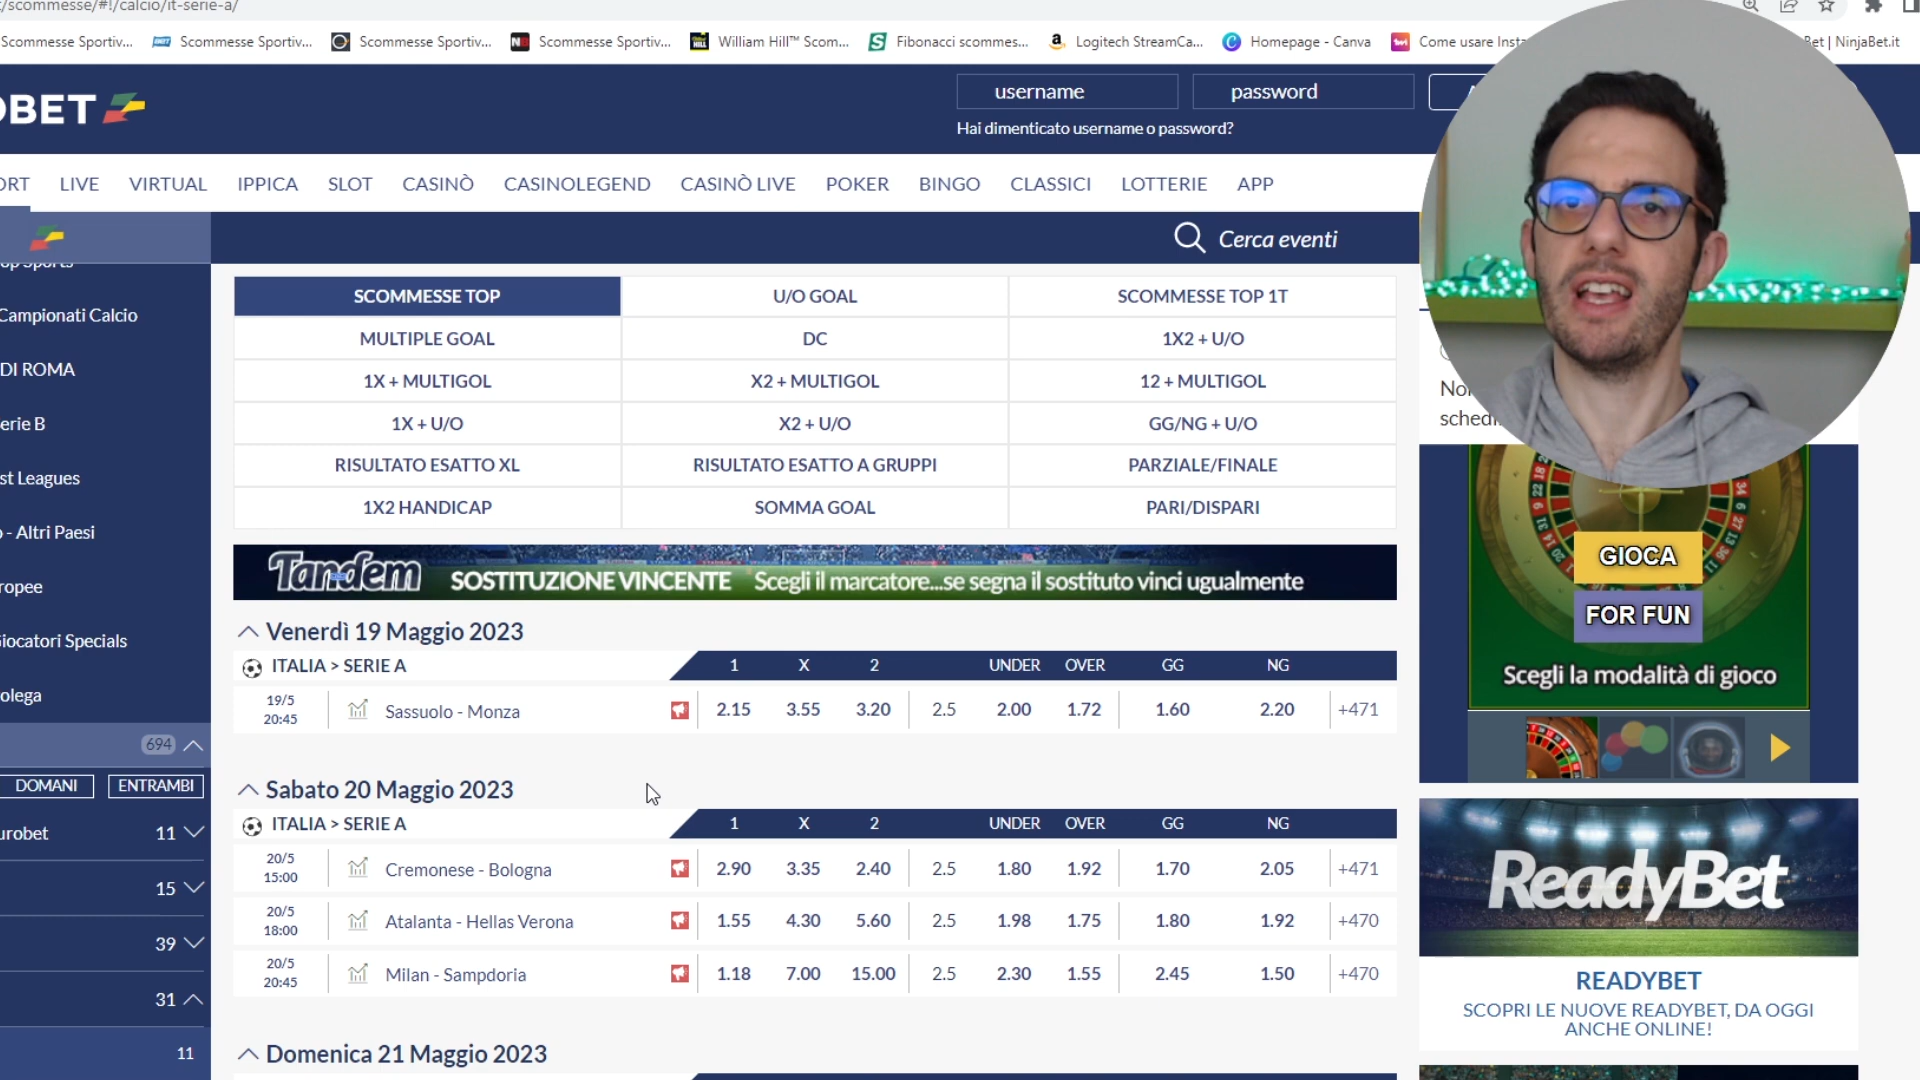 /scommesse/#!/calcio/it-serie-a/
Scommesse Sportiv...
Scommesse Sportiv...
Scommesse Sportiv...
Scommesse Sportiv...
William Hill™ Scom...
Fibonacci scommes...
Logitech StreamCa...
Homepage - Canva
Come usare Insta
Bet | NinjaBet.it
OBET
username
password
Hai dimenticato username o password?
ORT
LIVE
VIRTUAL
IPPICA
SLOT
CASINÒ
CASINOLEGEND
CASINÒ LIVE
POKER
BINGO
CLASSICI
LOTTERIE
APP
Cerca eventi
op Sports
Campionati Calcio
DI ROMA
erie B
st Leagues
o - Altri Paesi
ropee
Giocatori Specials
olega
694
DOMANI
ENTRAMBI
urobet 11
15
39
31
11
SCOMMESSE TOP
U/O GOAL
SCOMMESSE TOP 1T
MULTIPLE GOAL
DC
1X2 + U/O
1X + MULTIGOL
X2 + MULTIGOL
12 + MULTIGOL
1X + U/O
X2 + U/O
GG/NG + U/O
RISULTATO ESATTO XL
RISULTATO ESATTO A GRUPPI
PARZIALE/FINALE
1X2 HANDICAP
SOMMA GOAL
PARI/DISPARI
Tandem SOSTITUZIONE VINCENTE Scegli il marcatore...se segna il sostituto vinci ugualmente
Venerdì 19 Maggio 2023
ITALIA > SERIE A 1 X 2 UNDER OVER GG NG
19/5
20:45
Sassuolo - Monza 2.15 3.55 3.20 2.5 2.00 1.72 1.60 2.20 +471
Sabato 20 Maggio 2023
ITALIA > SERIE A 1 X 2 UNDER OVER GG NG
20/5
15:00
Cremonese - Bologna 2.90 3.35 2.40 2.5 1.80 1.92 1.70 2.05 +471
20/5
18:00
Atalanta - Hellas Verona 1.55 4.30 5.60 2.5 1.98 1.75 1.80 1.92 +470
20/5
20:45
Milan - Sampdoria 1.18 7.00 15.00 2.5 2.30 1.55 2.45 1.50 +470
Domenica 21 Maggio 2023
GIOCA
FOR FUN
Scegli la modalità di gioco
ReadyBet
READYBET
SCOPRI LE NUOVE READYBET, DA OGGI
ANCHE ONLINE!